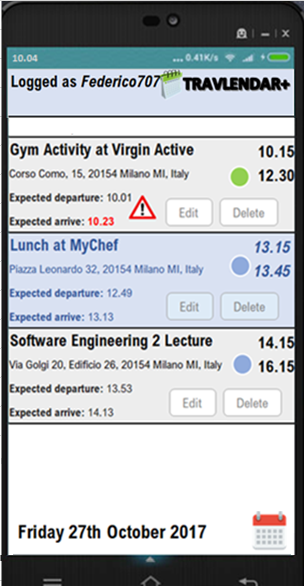 10.04 ... 0.41K/s
Logged as Federico707 TRAVLENDAR+
Gym Activity at Virgin Active 10.15
Corso Como, 15, 20154 Milano MI, Italy 12.30
Expected departure: 10.01
Expected arrive: 10.23 Edit Delete
Lunch at MyChef 13.15
Piazza Leonardo 32, 20154 Milano MI, Italy 13.45
Expected departure: 12.49
Expected arrive: 13.13 Edit Delete
Software Engineering 2 Lecture 14.15
Via Golgi 20, Edificio 26, 20154 Milano MI, Italy 16.15
Expected departure: 13.53
Expected arrive: 14.13 Edit Delete
Friday 27th October 2017